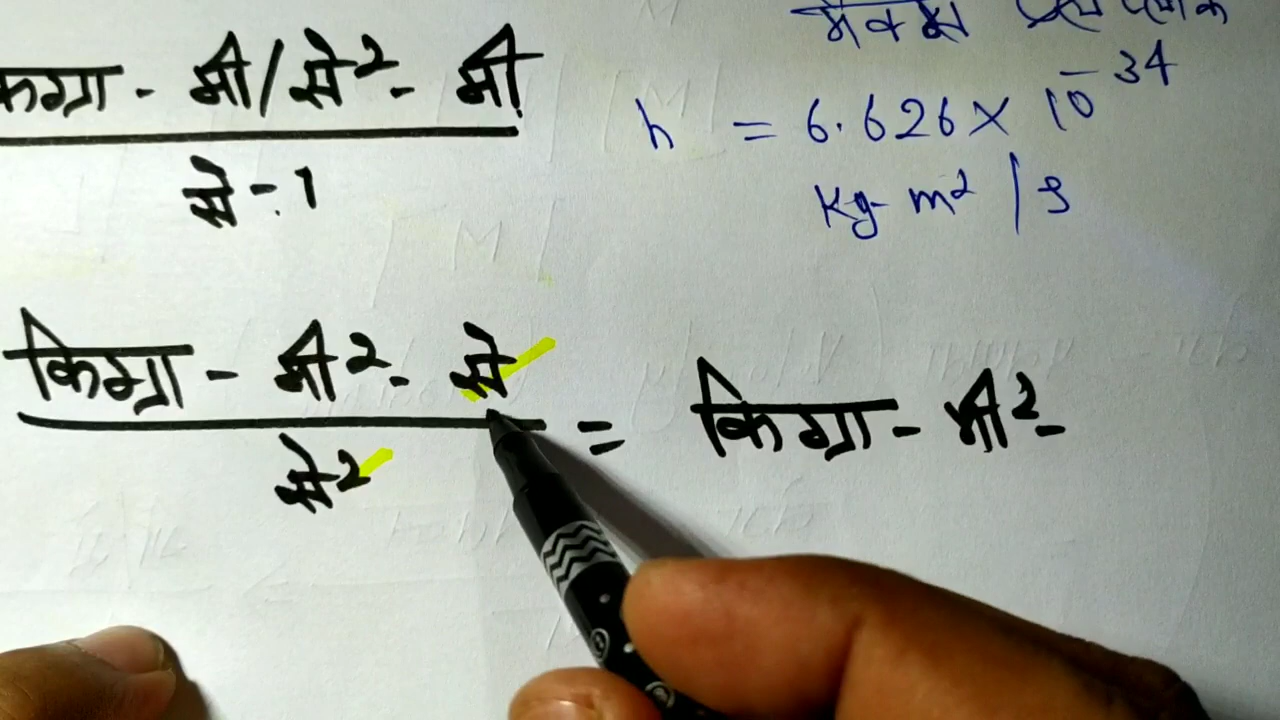 किग्रा - मी/से² - मी
से -1
h = 6.626 × 10⁻³⁴
Kg- m² / s
किग्रा - मी² - से
से²
= किग्रा - मी² -